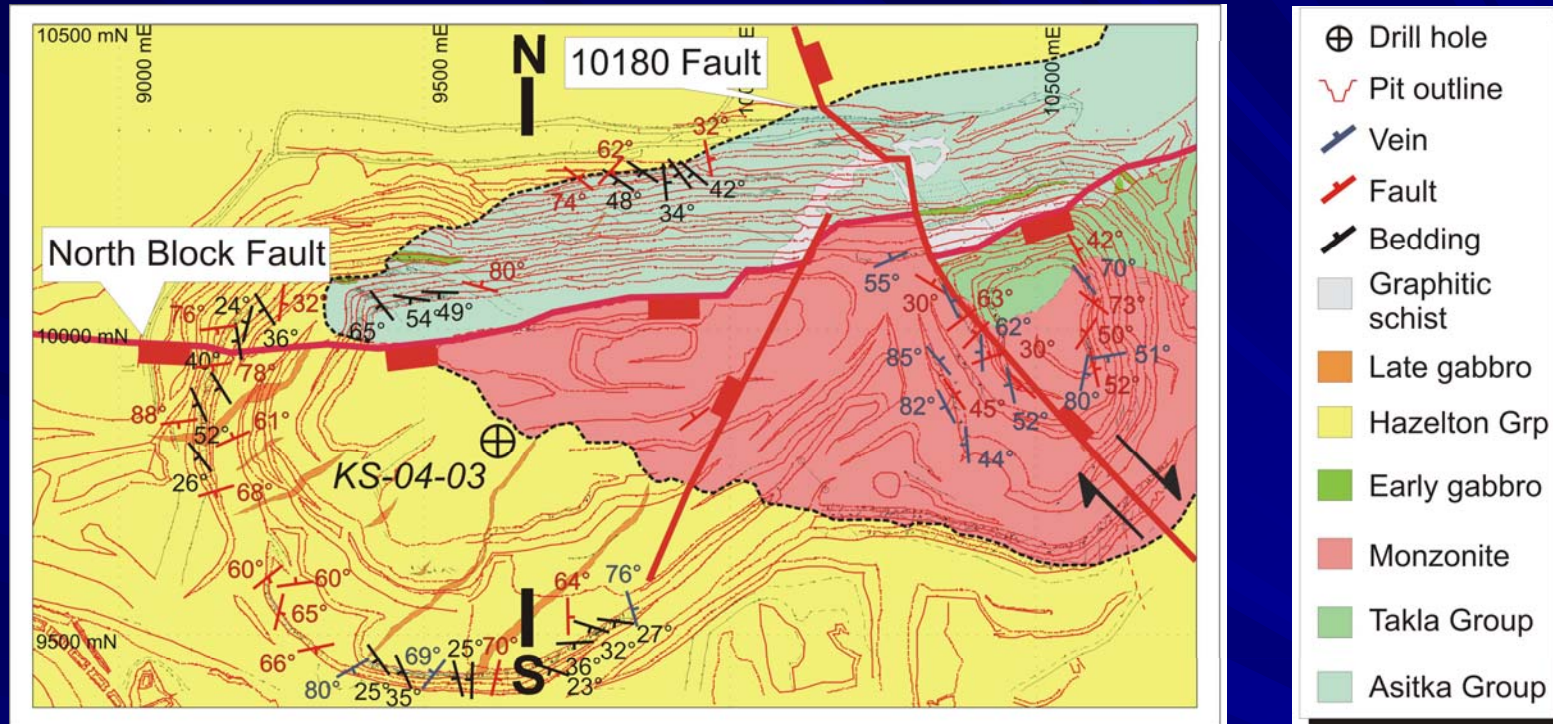 10500 mN
9000 mE
9500 mE
N
10180 Fault
10500 mE
32°
62°
74°
48°
42°
34°
North Block Fault
80°
76°
24°
32°
36°
65°
54°
49°
10000 mN
40°
78°
88°
52°
61°
26°
68°
KS-04-03
55°
42°
70°
30°
63°
73°
62°
50°
30°
85°
51°
52°
80°
45°
52°
82°
44°
60°
60°
65°
64°
76°
9500 mN
66°
80°
25°
35°
69°
25°
70°
S
36°
32°
27°
23°
Drill hole
Pit outline
Vein
Fault
Bedding
Graphitic
schist
Late gabbro
Hazelton Grp
Early gabbro
Monzonite
Takla Group
Asitka Group